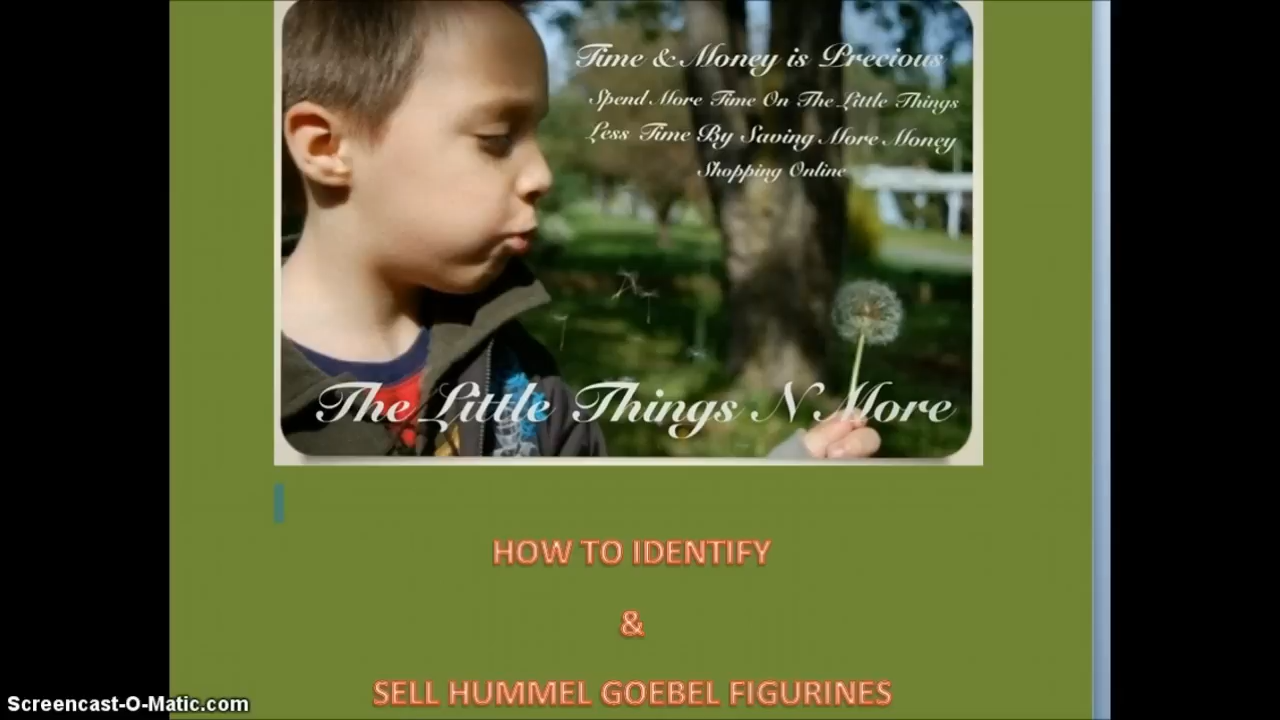 Time & Money is Precious
Spend More Time On The Little Things
Less Time By Saving More Money
Shopping Online
The Little Things N More
HOW TO IDENTIFY
&
SELL HUMMEL GOEBEL FIGURINES
Screencast-O-Matic.com